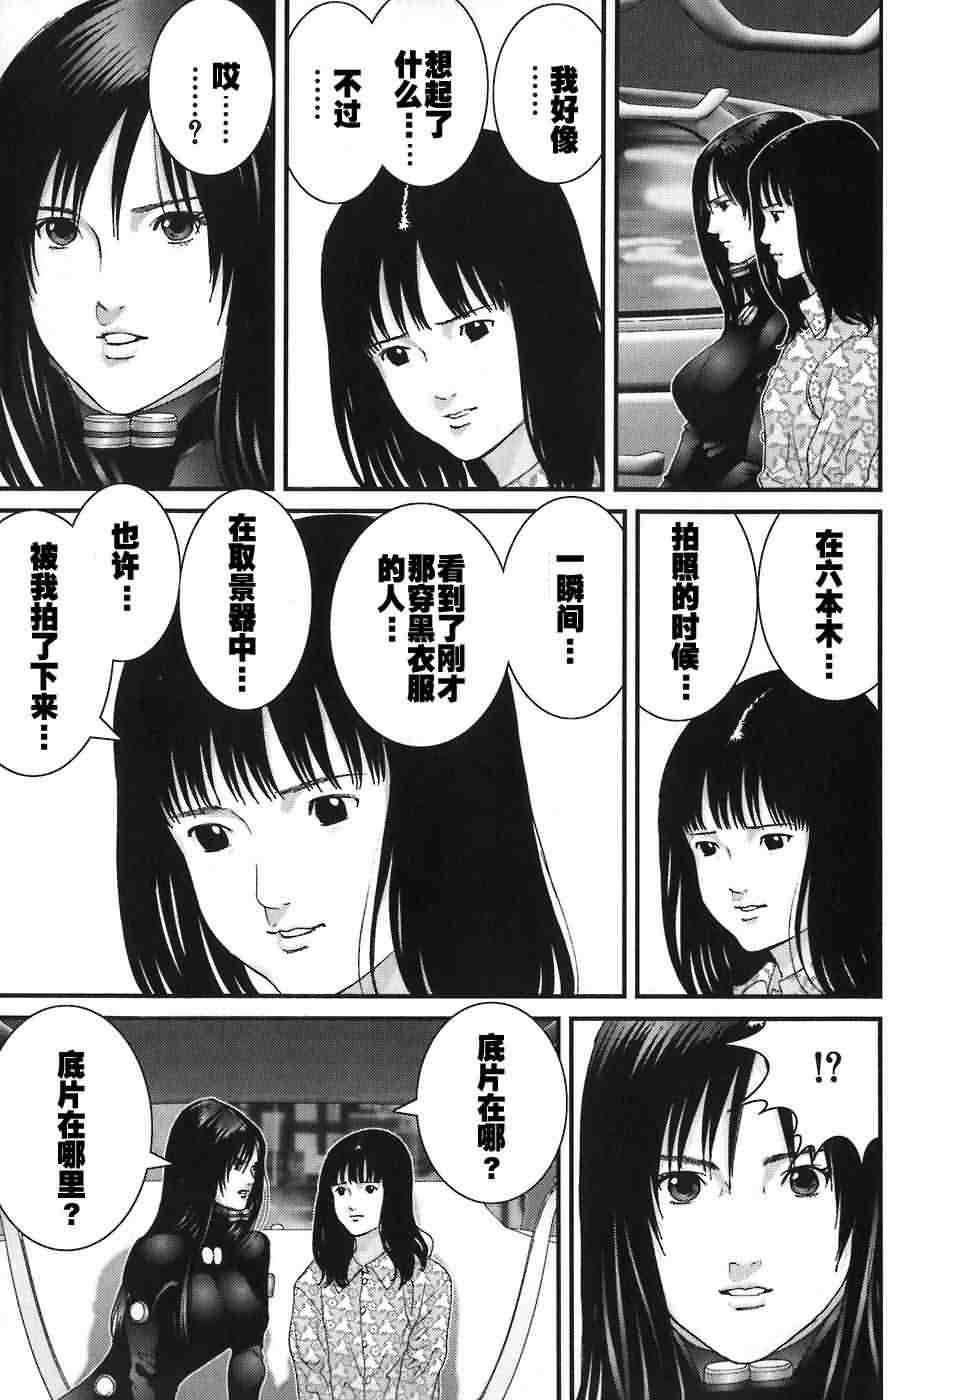 我好像
……
想起了
什么……
不过
……
哎……
……?
在六本木…
拍照的时候…
一瞬间…
看到了刚才
那穿黑衣服
的人…
在取景器中…
也许…
被我拍了下来…
!?
底片在哪?
底片在哪里?